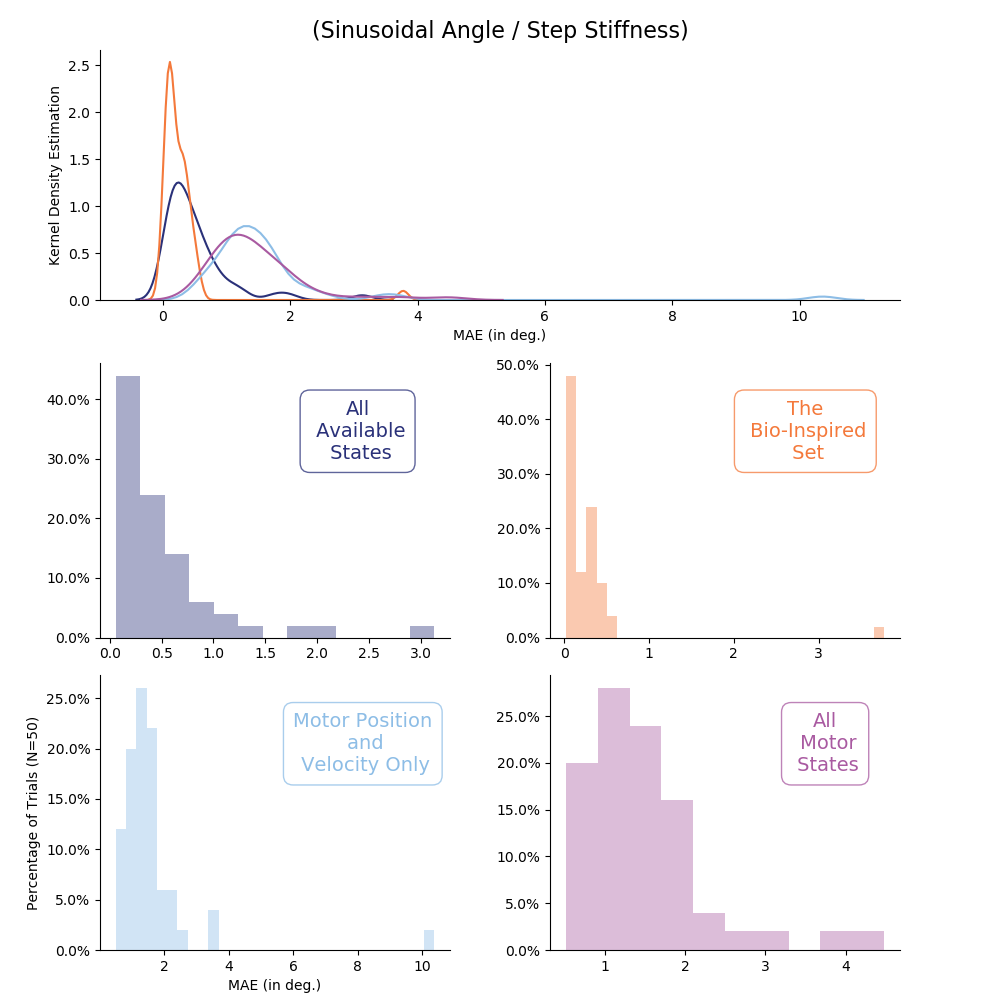 (Sinusoidal Angle / Step Stiffness)
Kernel Density Estimation
2.5
2.0
1.5
1.0
0.5
0.0
0 2 4 6 8 10
MAE (in deg.)
40.0%
30.0%
20.0%
10.0%
0.0%
0.0 0.5 1.0 1.5 2.0 2.5 3.0
All
Available
States
50.0%
40.0%
30.0%
20.0%
10.0%
0.0%
0 1 2 3
The
Bio-Inspired
Set
Percentage of Trials (N=50)
25.0%
20.0%
15.0%
10.0%
5.0%
0.0%
2 4 6 8 10
MAE (in deg.)
Motor Position
and
Velocity Only
25.0%
20.0%
15.0%
10.0%
5.0%
0.0%
1 2 3 4
All
Motor
States